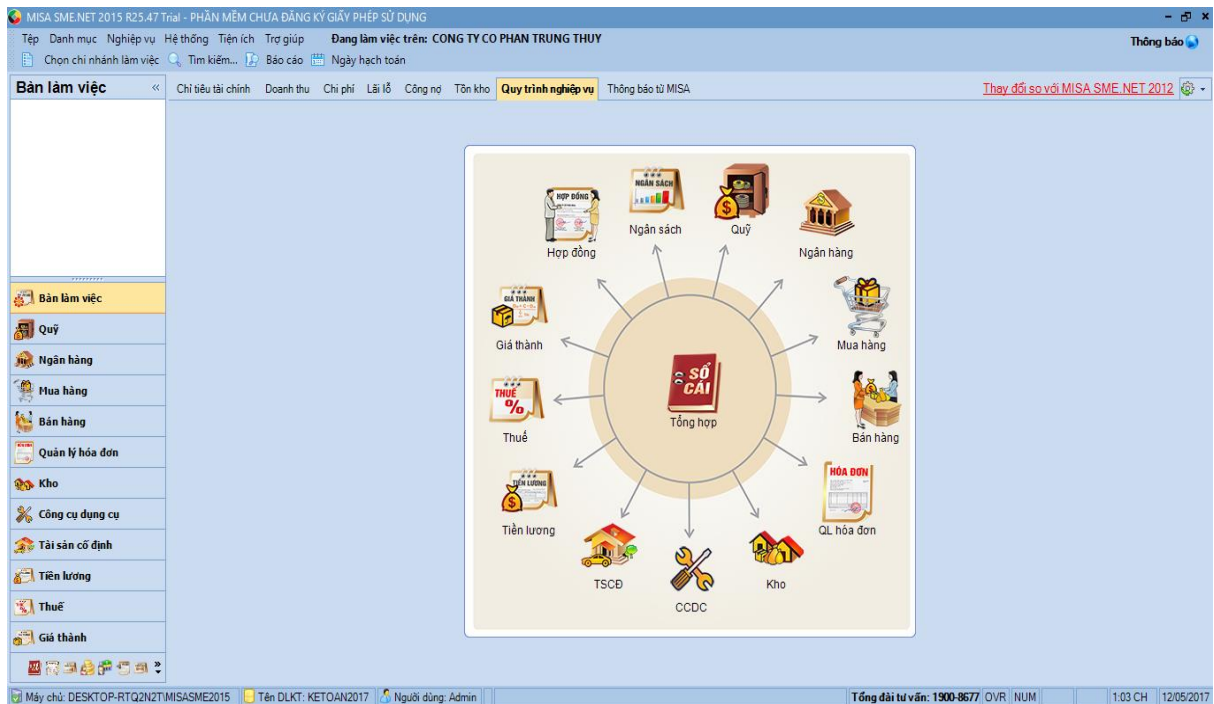 MISA SME.NET 2015 R25.47 Trial - PHẦN MỀM CHƯA ĐĂNG KÝ GIẤY PHÉP SỬ DỤNG
Tệp Danh mục Nghiệp vụ Hệ thống Tiện ích Trợ giúp Đang làm việc trên: CONG TY CO PHAN TRUNG THUY Thông báo
Chọn chi nhánh làm việc Tìm kiếm... Báo cáo Ngày hạch toán
Bàn làm việc « Chỉ tiêu tài chính Doanh thu Chi phí Lãi lỗ Công nợ Tồn kho Quy trình nghiệp vụ Thông báo từ MISA Thay đổi so với MISA SME.NET 2012
HỢP ĐỒNG
NGÂN SÁCH
Hợp đồng
Ngân sách
Quỹ
Ngân hàng
GIÁ THÀNH
Giá thành
Mua hàng
THUẾ
%
Thuế
SỔ CÁI
Tổng hợp
Bán hàng
TIỀN LƯƠNG
Tiền lương
HÓA ĐƠN
QL hóa đơn
TSCĐ
CCDC
Kho
Bàn làm việc
Quỹ
Ngân hàng
Mua hàng
Bán hàng
Quản lý hóa đơn
Kho
Công cụ dụng cụ
Tài sản cố định
Tiền lương
Thuế
Giá thành
Máy chủ: DESKTOP-RTQ2N2T\MISASME2015 Tên DLKT: KETOAN2017 Người dùng: Admin Tổng đài tư vấn: 1900-8677 OVR NUM 1:03 CH 12/05/2017